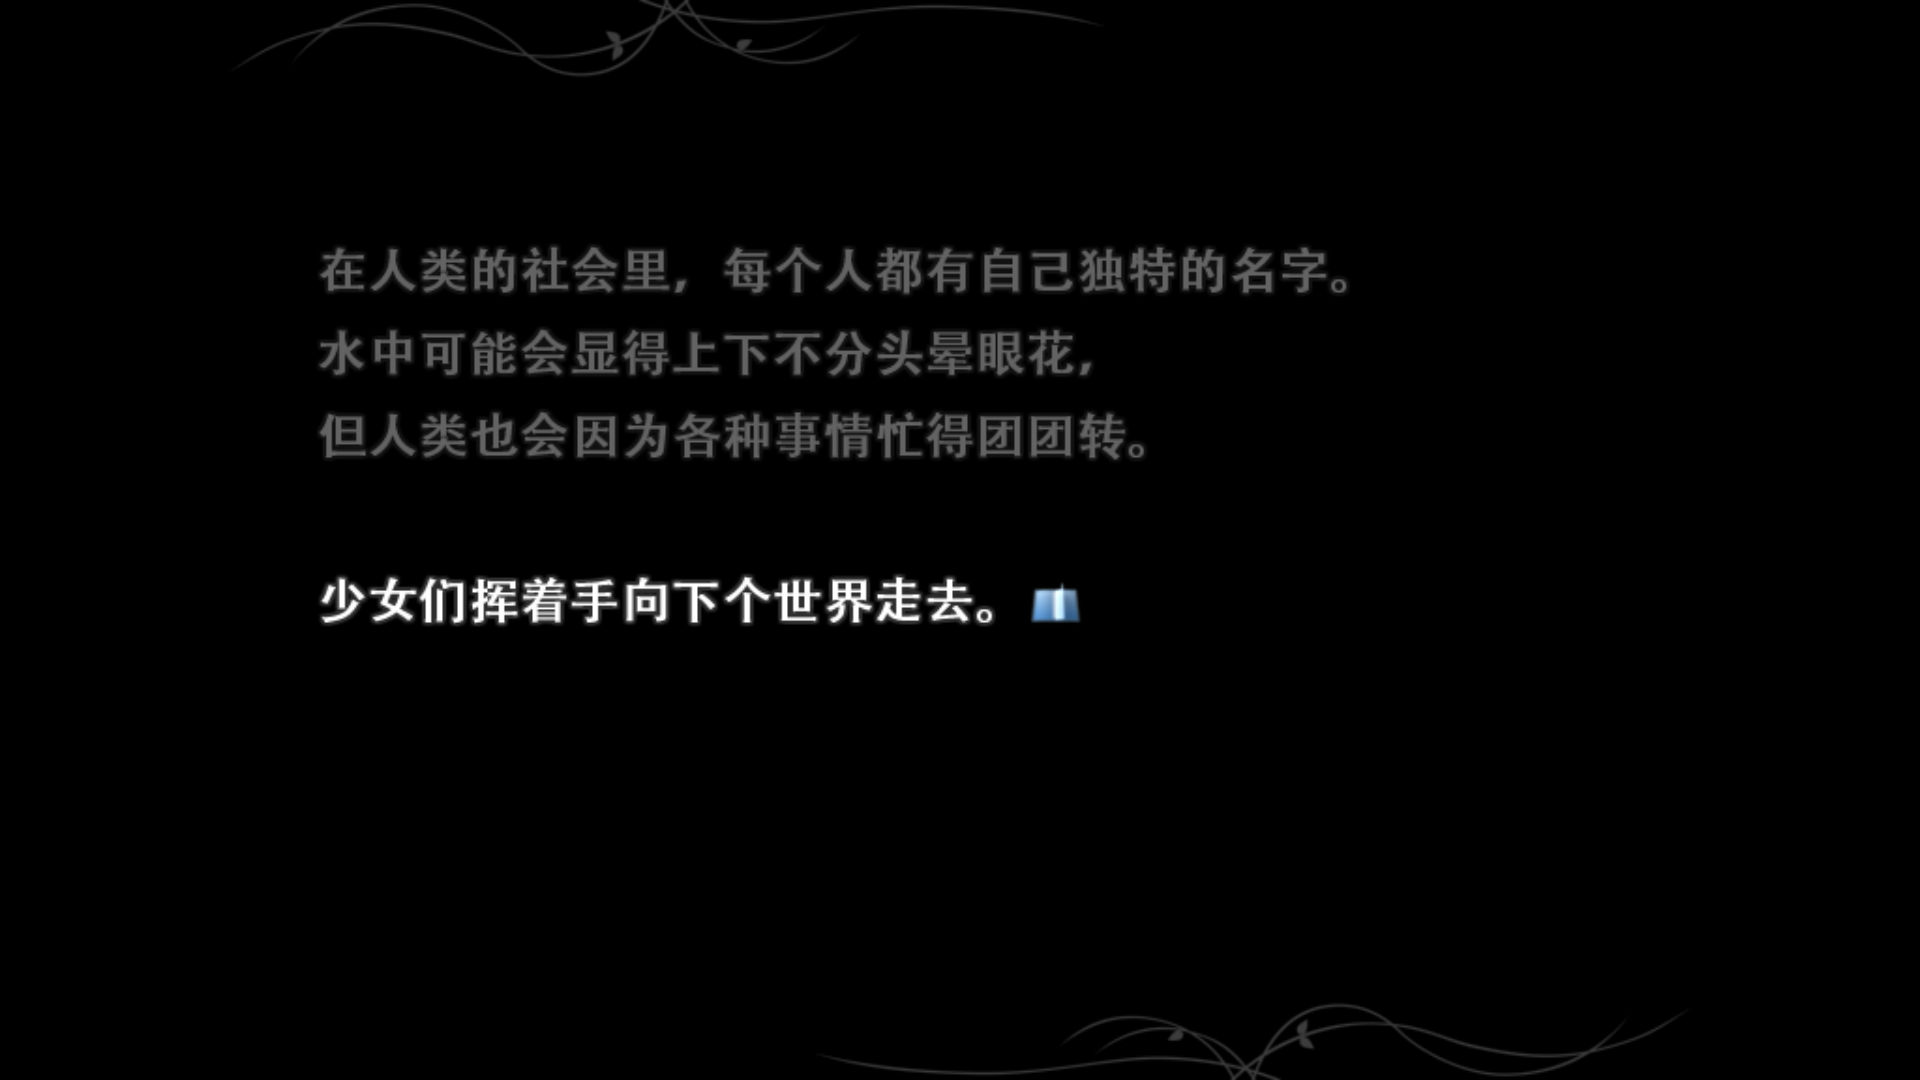 在人类的社会里，每个人都有自己独特的名字。
水中可能会显得上下不分头晕眼花，
但人类也会因为各种事情忙得团团转。
少女们挥着手向下个世界走去。